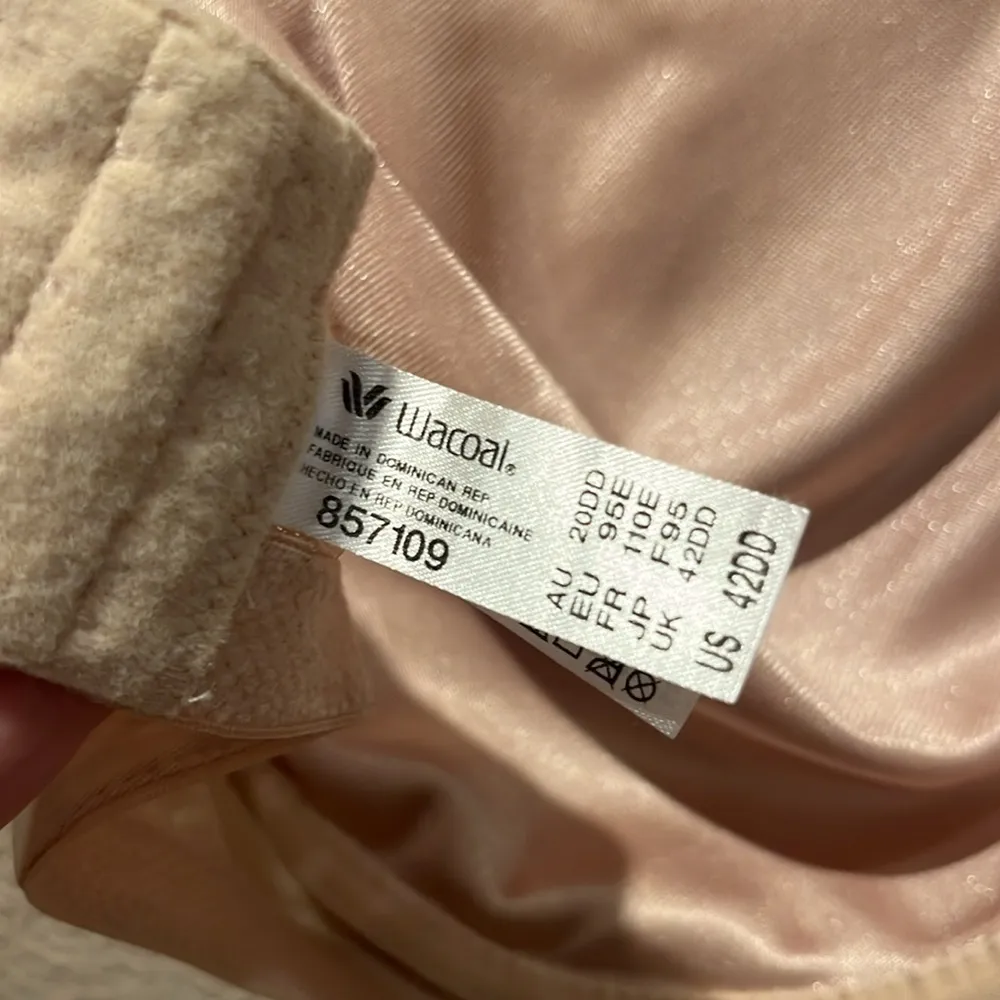 Wacoal®
MADE IN DOMINICAN REP
FABRIQUE EN REP DOMINICAINE
HECHO EN REP DOMINICANA
857109
AU 20DD
EU 95E
FR 110E
JP F95
UK 42DD
US 42DD